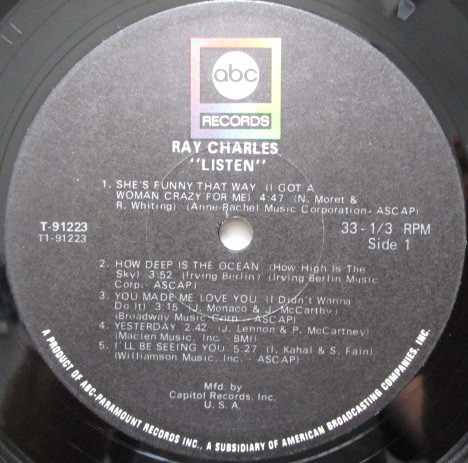 abc
RECORDS
RAY CHARLES
"LISTEN"
1. SHE'S FUNNY THAT WAY (I GOT A
WOMAN CRAZY FOR ME) 4:47 (N. Moret &
R. Whiting) (Anne-Rachel Music Corporation - ASCAP)
T-91223
T1-91223
33-1/3 RPM
Side 1
2. HOW DEEP IS THE OCEAN (How High Is The
Sky) 3:52 (Irving Berlin) (Irving Berlin Music
Corp. - ASCAP)
3. YOU MADE ME LOVE YOU (I Didn't Wanna
Do It) 3:15 (J. Monaco & J. McCarthy)
(Broadway Music Corp. - ASCAP)
4. YESTERDAY 2:42 (J. Lennon & P. McCartney)
(Maclen Music, Inc. - BMI)
5. I'LL BE SEEING YOU 5:27 (I. Kahal & S. Fain)
(Williamson Music, Inc. - ASCAP)
Mfd. by
Capitol Records, Inc.
U. S. A.
A PRODUCT OF ABC-PARAMOUNT RECORDS INC., A SUBSIDIARY OF AMERICAN BROADCASTING COMPANIES, INC.